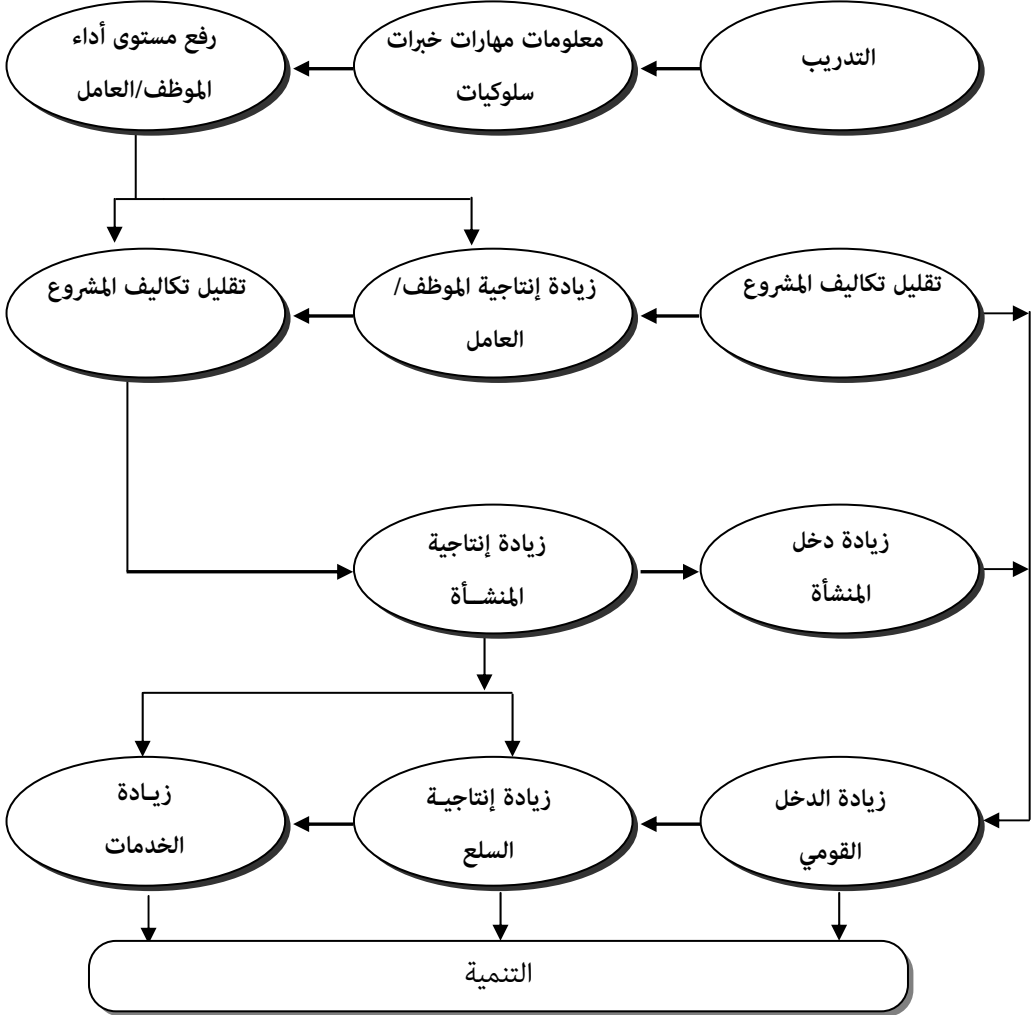 التدريب
معلومات مهارات خبرات
سلوكيات
رفع مستوى أداء
الموظف/العامل
تقليل تكاليف المشروع
زيادة إنتاجية الموظف/
العامل
تقليل تكاليف المشروع
زيادة دخل
المنشأة
زيادة إنتاجية
المنشــأة
زيادة الدخل
القومي
زيادة إنتاجيـة
السلع
زيـادة
الخدمات
التنمية